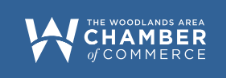 THE WOODLANDS AREA
CHAMBER
of COMMERCE